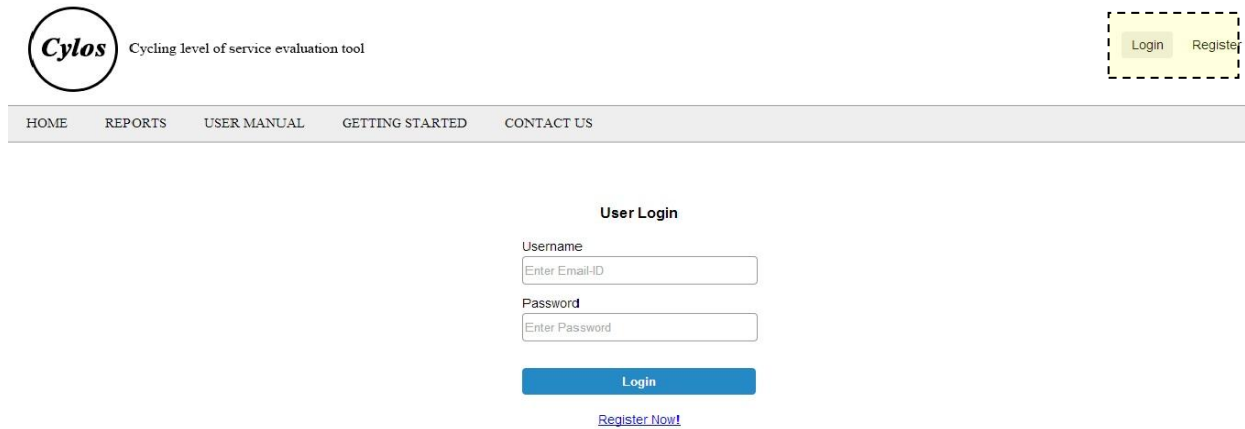 Cylos Cycling level of service evaluation tool Login Register
HOME REPORTS USER MANUAL GETTING STARTED CONTACT US
User Login
Username
Enter Email-ID
Password
Enter Password
Login
Register Now!